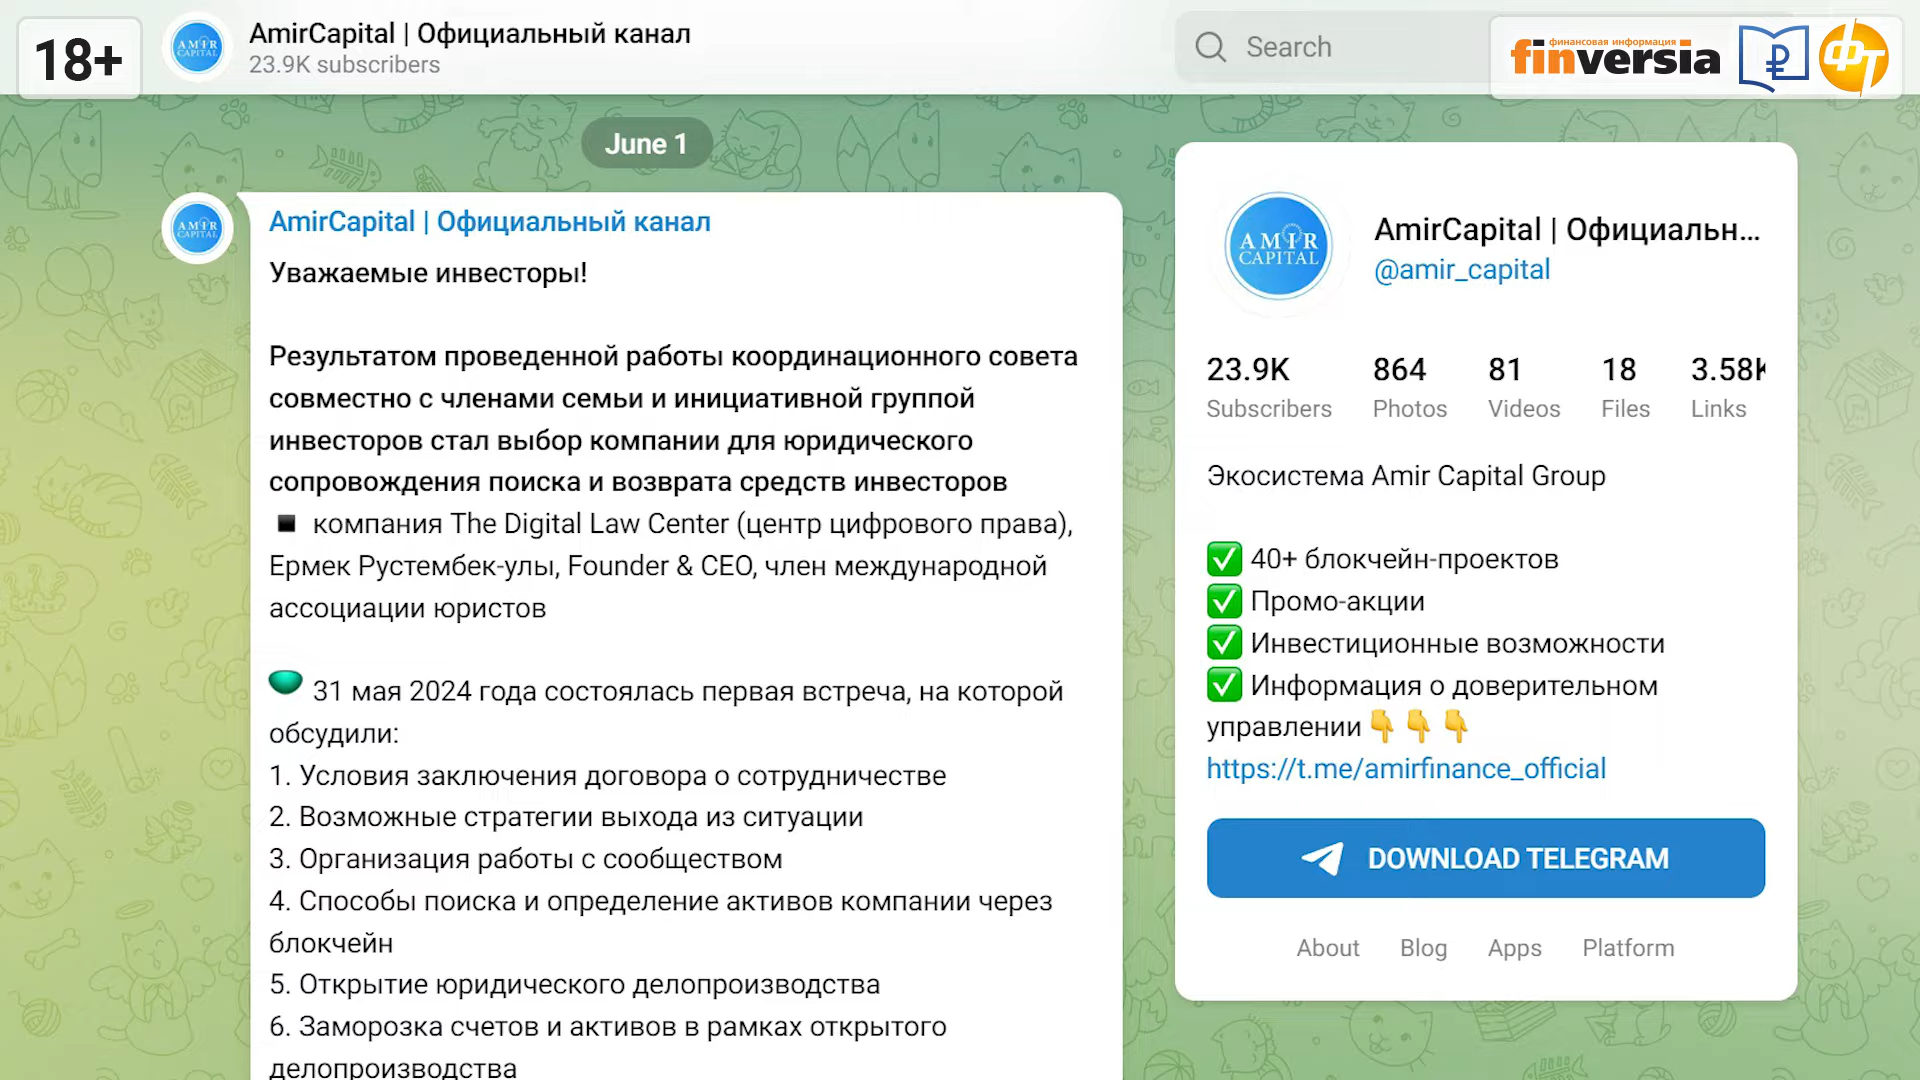 18+
AMIR
CAPITAL
AmirCapital | Официальный канал
23.9K subscribers
Search
финансовая информация
finversia
ФТ
June 1
AMIR
CAPITAL
AmirCapital | Официальный канал
Уважаемые инвесторы!
Результатом проведенной работы координационного совета
совместно с членами семьи и инициативной группой
инвесторов стал выбор компании для юридического
сопровождения поиска и возврата средств инвесторов
компания The Digital Law Center (центр цифрового права),
Ермек Рустембек-улы, Founder & CEO, член международной
ассоциации юристов
31 мая 2024 года состоялась первая встреча, на которой
обсудили:
1. Условия заключения договора о сотрудничестве
2. Возможные стратегии выхода из ситуации
3. Организация работы с сообществом
4. Способы поиска и определение активов компании через
блокчейн
5. Открытие юридического делопроизводства
6. Заморозка счетов и активов в рамках открытого
делопроизводства
AMIR
CAPITAL
AmirCapital | Официальн...
@amir_capital
23.9K 864 81 18 3.58K
Subscribers Photos Videos Files Links
Экосистема Amir Capital Group
✅ 40+ блокчейн-проектов
✅ Промо-акции
✅ Инвестиционные возможности
✅ Информация о доверительном
управлении👇👇👇
https://t.me/amirfinance_official
DOWNLOAD TELEGRAM
About Blog Apps Platform